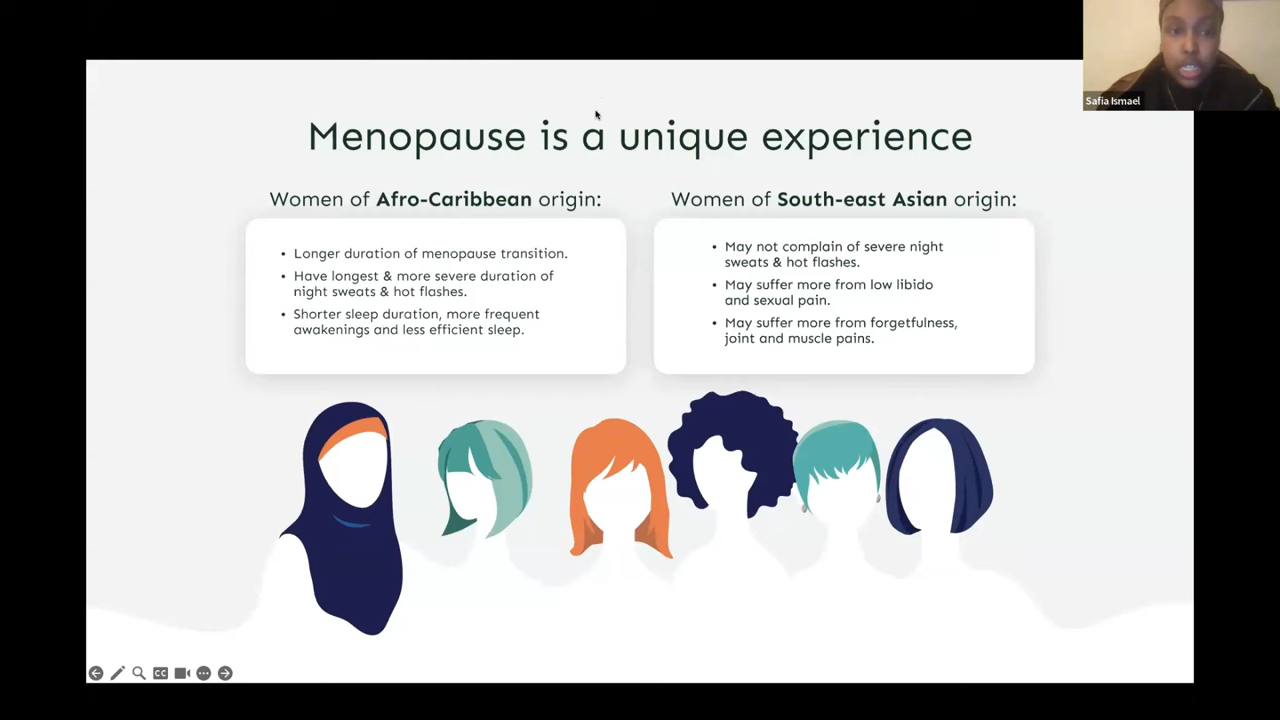 Safia Ismael
Menopause is a unique experience
Women of Afro-Caribbean origin:
• Longer duration of menopause transition.
• Have longest & more severe duration of
night sweats & hot flashes.
• Shorter sleep duration, more frequent
awakenings and less efficient sleep.
Women of South-east Asian origin:
• May not complain of severe night
sweats & hot flashes.
• May suffer more from low libido
and sexual pain.
• May suffer more from forgetfulness,
joint and muscle pains.
CC